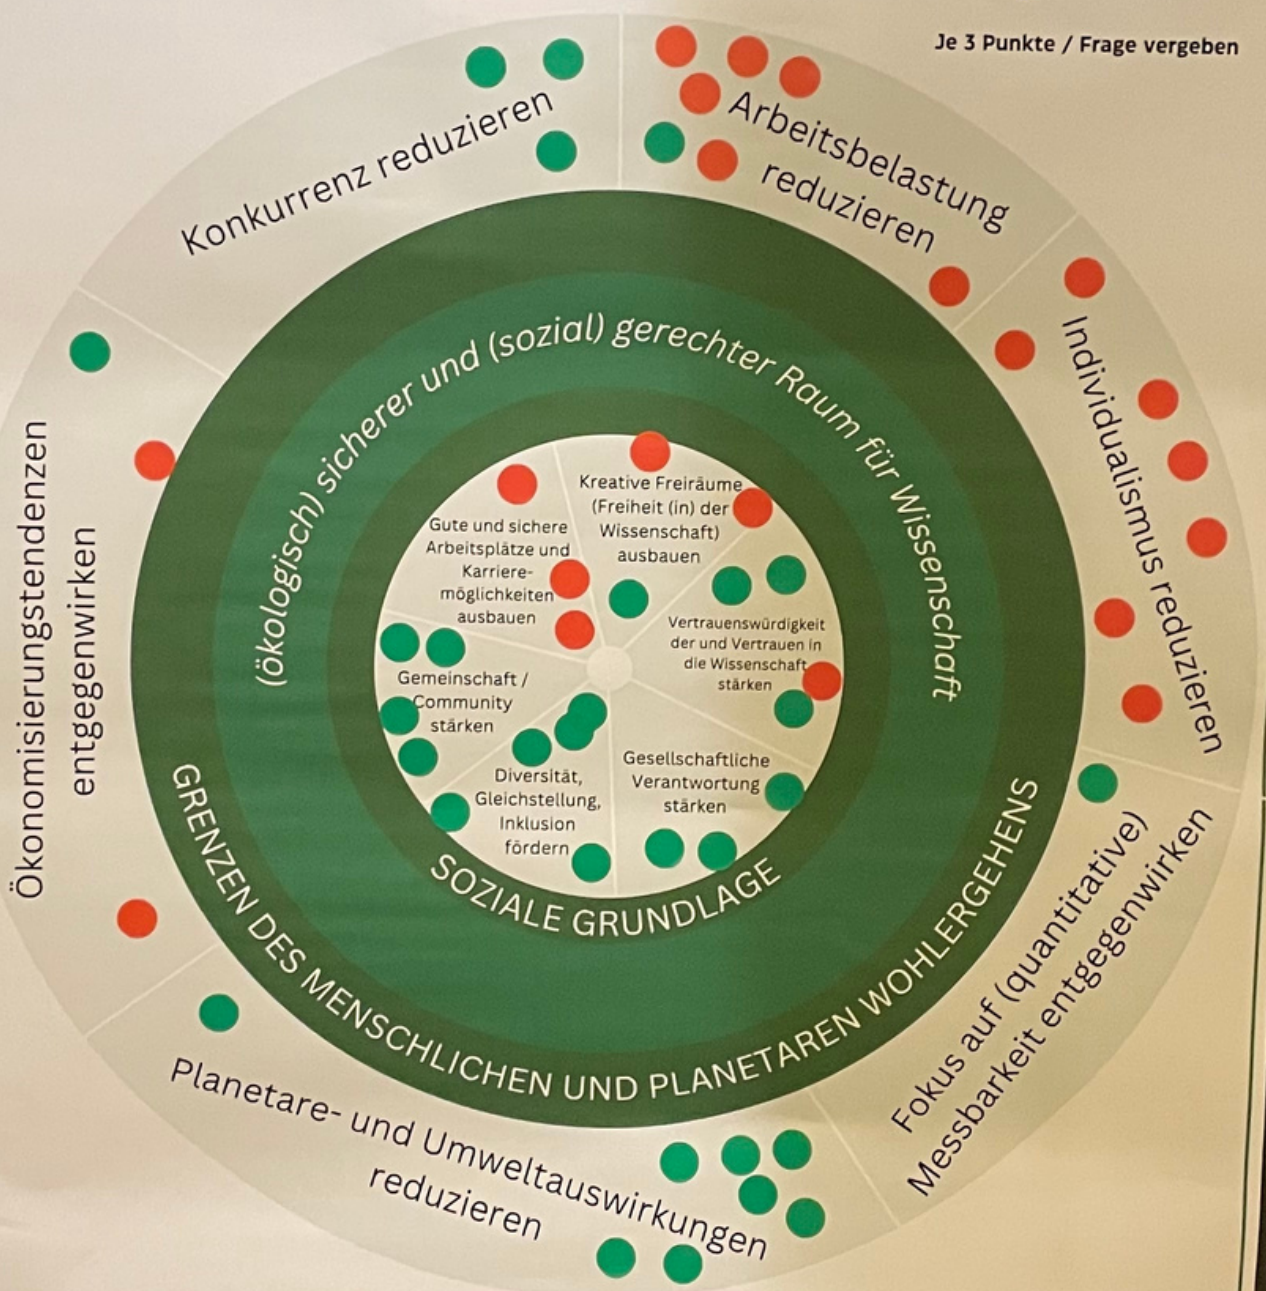 Je 3 Punkte / Frage vergeben
Konkurrenz reduzieren
Arbeitsbelastung
reduzieren
Individualismus reduzieren
Fokus auf (quantitative)
Messbarkeit entgegenwirken
Planetare- und Umweltauswirkungen
reduzieren
Ökonomisierungstendenzen
entgegenwirken
(ökologisch) sicherer und (sozial) gerechter Raum für Wissenschaft
GRENZEN DES MENSCHLICHEN UND PLANETAREN WOHLERGEHENS
SOZIALE GRUNDLAGE
Kreative Freiräume
(Freiheit (in) der
Wissenschaft)
ausbauen
Vertrauenswürdigkeit
der und Vertrauen in
die Wissenschaft
stärken
Gesellschaftliche
Verantwortung
stärken
Diversität,
Gleichstellung,
Inklusion
fördern
Gemeinschaft /
Community
stärken
Gute und sichere
Arbeitsplätze und
Karriere-
möglichkeiten
ausbauen